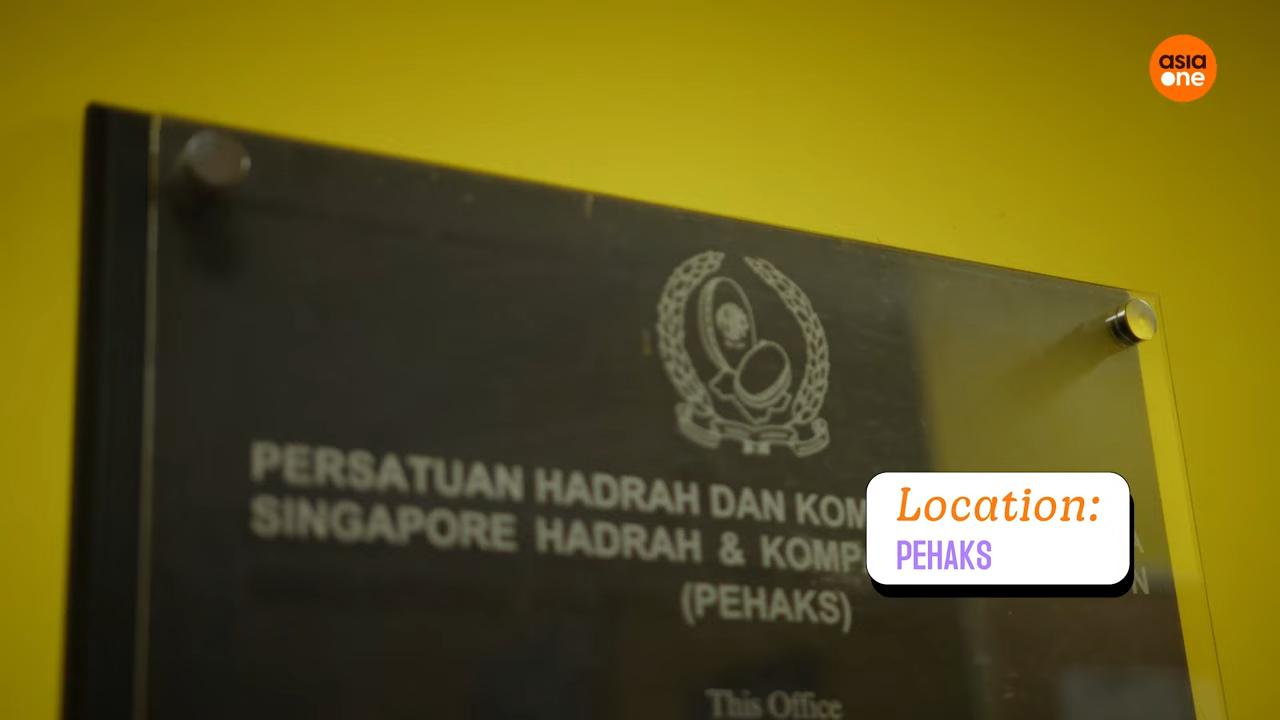 asia
one
PERSATUAN HADRAH DAN KOM
SINGAPORE HADRAH & KOMP
(PEHAKS)
This Office
Location:
PEHAKS